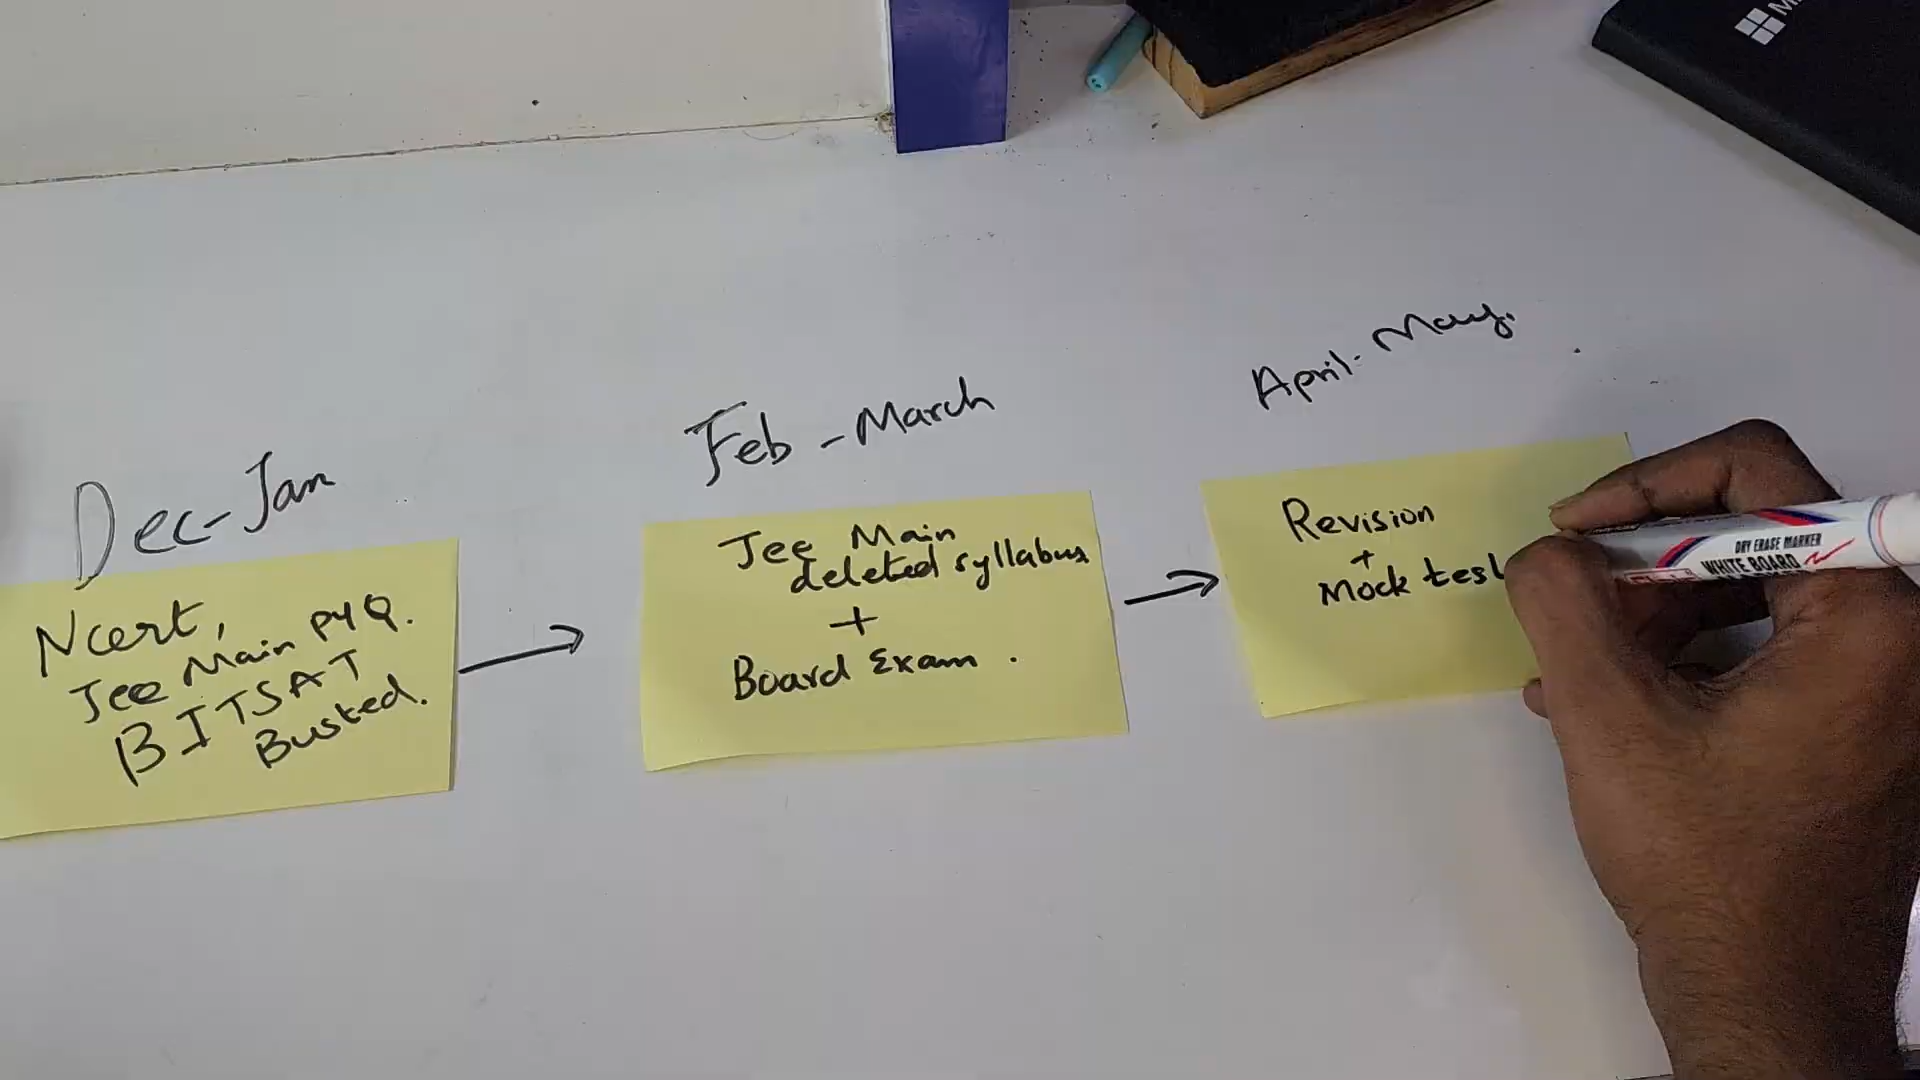 Dec-Jan
Ncert,
Jee Main PYQ.
BITSAT
Busted.
Feb - March
Jee Main
deleted syllabus
+
Board Exam .
April- May.
Revision
+
Mock test
DRY ERASE MARKER
WHITE BOARD